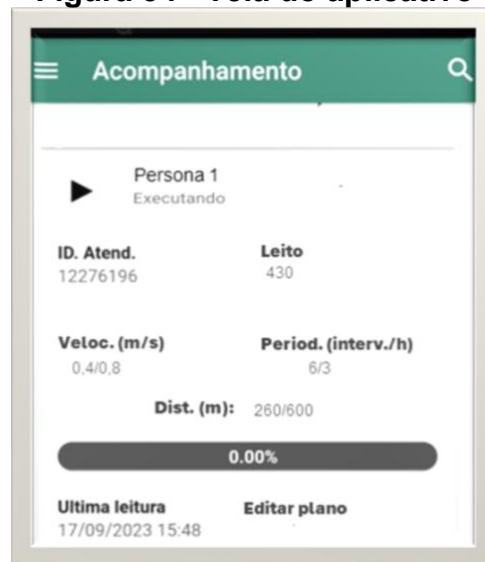 Acompanhamento
Persona 1
Executando
ID. Atend. Leito
12276196 430
Veloc. (m/s) Period. (interv./h)
0,4/0,8 6/3
Dist. (m): 260/600
0.00%
Ultima leitura Editar plano
17/09/2023 15:48